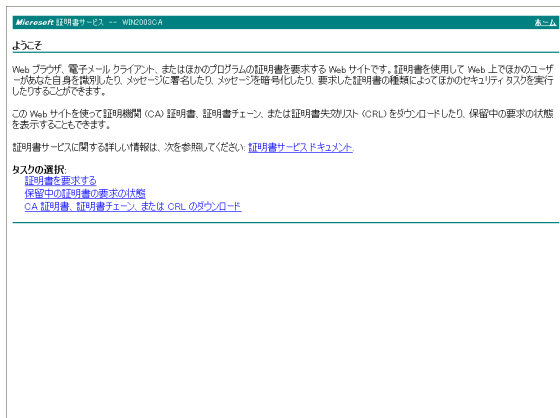 Microsoft 証明書サービス -- WIN2003CA
ホーム
ようこそ
Web ブラウザ、電子メール クライアント、またはほかのプログラムの証明書を要求する Web サイトです。証明書を使用して Web 上でほかのユーザ
ーがあなた自身を識別したり、メッセージに署名したり、メッセージを暗号化したり、要求した証明書の種類によってほかのセキュリティ タスクを実行
したりすることができます。
この Web サイトを使って証明機関 (CA) 証明書、証明書チェーン、または証明書失効リスト (CRL) をダウンロードしたり、保留中の要求の状態
を表示することもできます。
証明書サービスに関する詳しい情報は、次を参照してください: 証明書サービス ドキュメント.
タスクの選択:
証明書を要求する
保留中の証明書の要求の状態
CA 証明書、証明書チェーン、または CRL のダウンロード